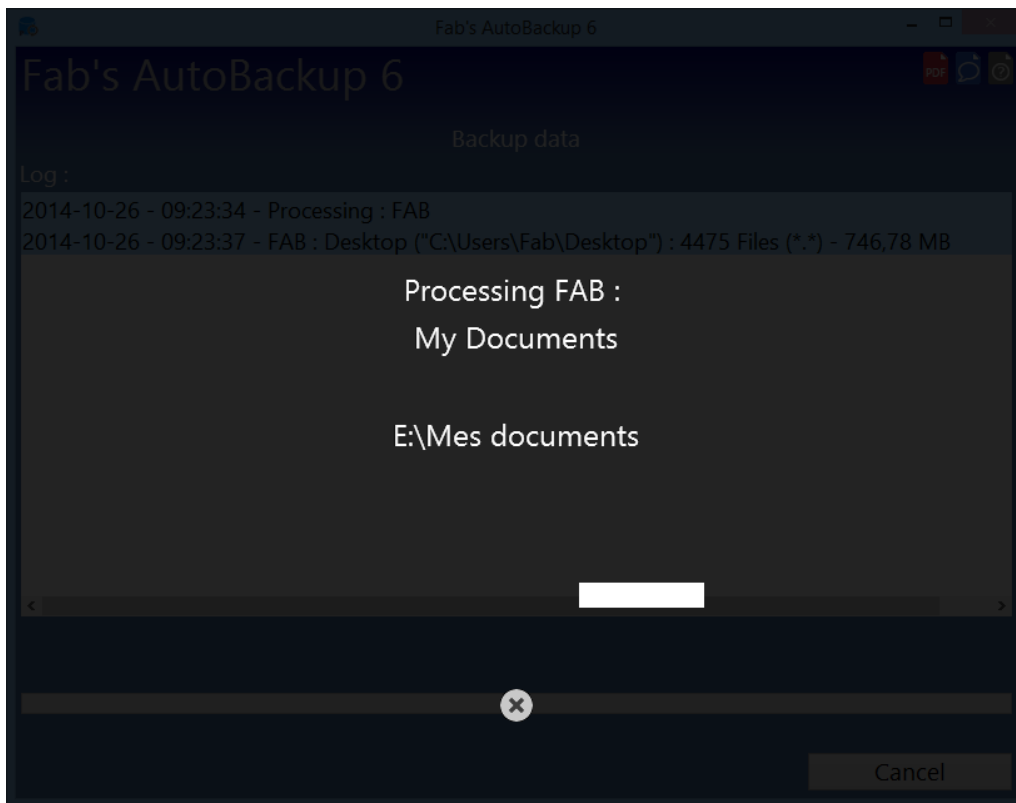 Fab's AutoBackup 6
Fab's AutoBackup 6
PDF
Backup data
Log :
2014-10-26 - 09:23:34 - Processing : FAB
2014-10-26 - 09:23:37 - FAB : Desktop ("C:\Users\Fab\Desktop") : 4475 Files (*.*) - 746,78 MB
Processing FAB :
My Documents
E:\Mes documents
Cancel